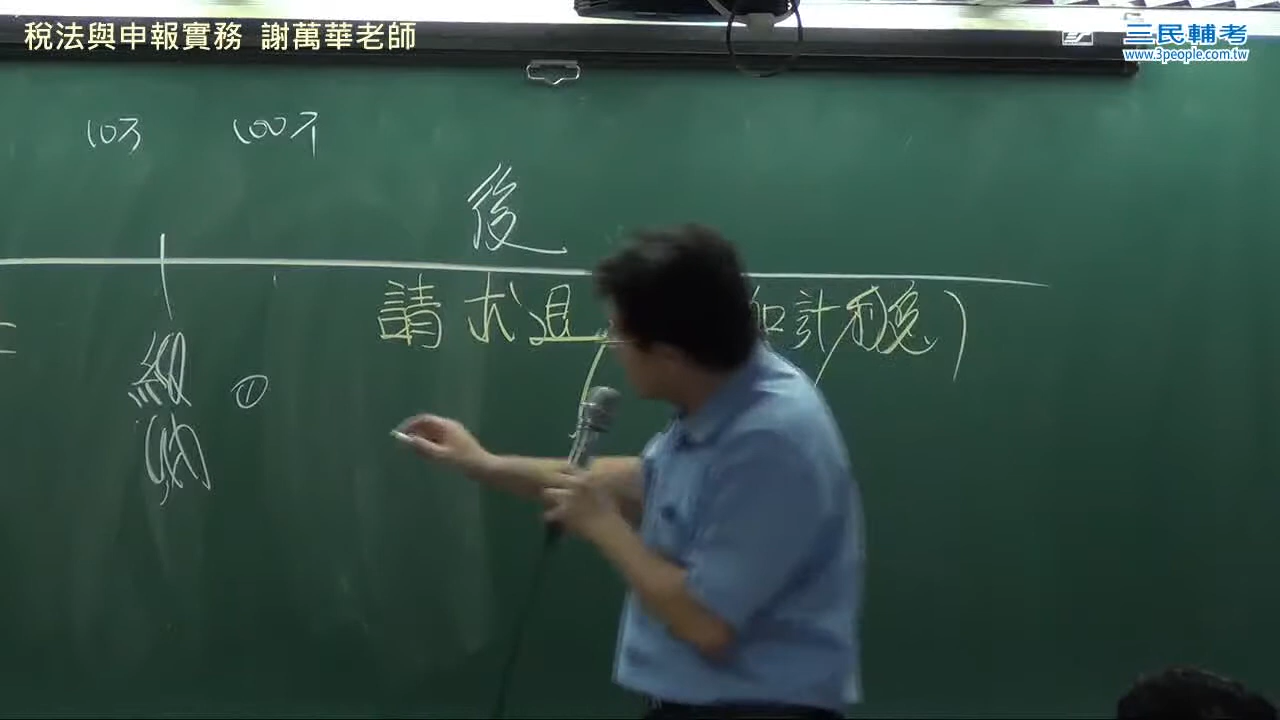 稅法與申報實務 謝萬華老師
三民輔考
www.3people.com.tw
10万 100万
後
請求退 加計利息)
繳 ①
納